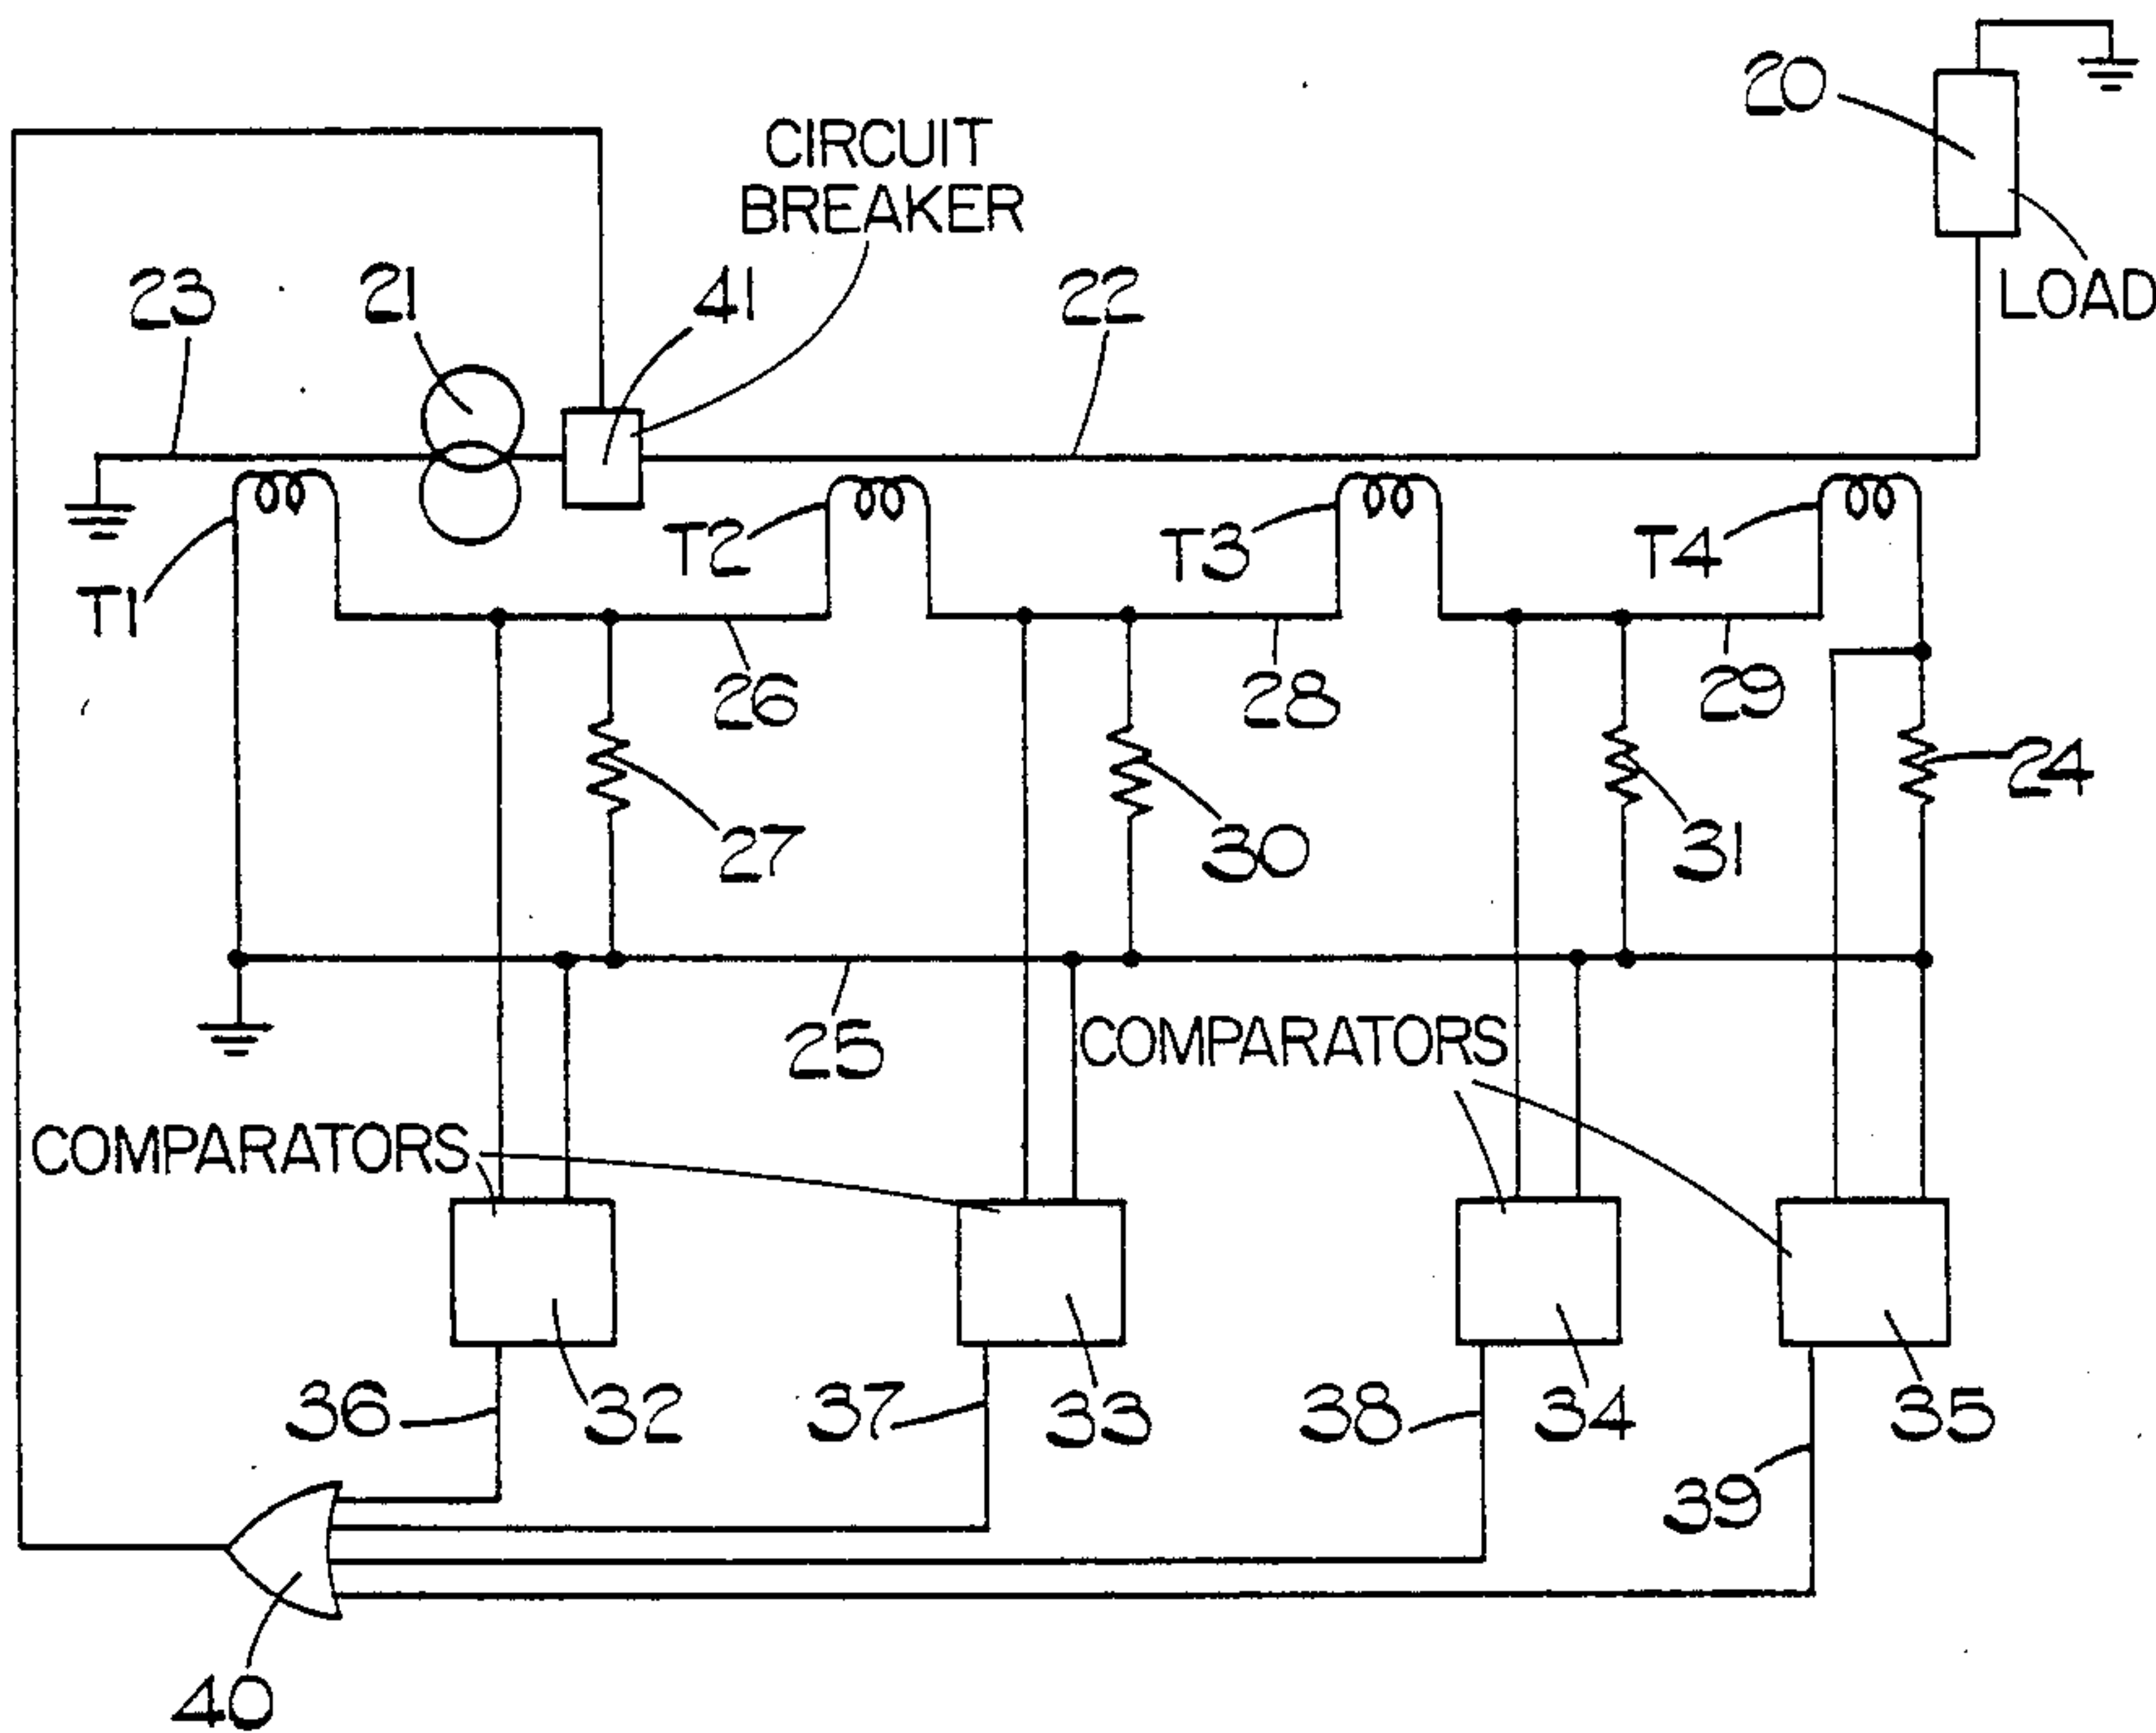 20
CIRCUIT
BREAKER
23
21
41
22
LOAD
T1
T2
T3
T4
26
28
29
27
30
31
24
25
COMPARATORS
COMPARATORS
36
32
37
33
38
34
39
35
40